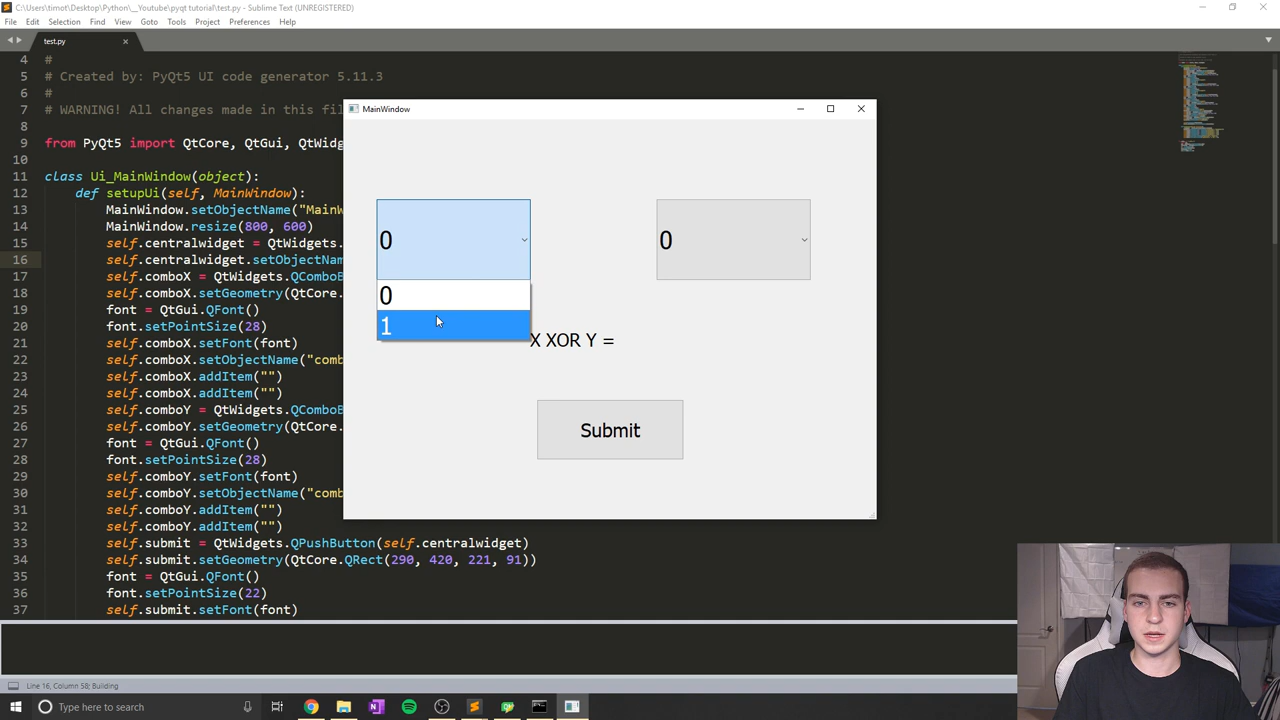 C:\Users\timot\Desktop\Python\__Youtube\pyqt tutorial\test.py - Sublime Text (UNREGISTERED)
File Edit Selection Find View Goto Tools Project Preferences Help
test.py
4 #
5 # Created by: PyQt5 UI code generator 5.11.3
6 #
7 # WARNING! All changes made in this fil
8
9 from PyQt5 import QtCore, QtGui, QtWidg
10
11 class Ui_MainWindow(object):
12 def setupUi(self, MainWindow):
13 MainWindow.setObjectName("MainW
14 MainWindow.resize(800, 600)
15 self.centralwidget = QtWidgets.
16 self.centralwidget.setObjectNam
17 self.comboX = QtWidgets.QComboB
18 self.comboX.setGeometry(QtCore.
19 font = QtGui.QFont()
20 font.setPointSize(28)
21 self.comboX.setFont(font)
22 self.comboX.setObjectName("comb
23 self.comboX.addItem("")
24 self.comboX.addItem("")
25 self.comboY = QtWidgets.QComboB
26 self.comboY.setGeometry(QtCore.
27 font = QtGui.QFont()
28 font.setPointSize(28)
29 self.comboY.setFont(font)
30 self.comboY.setObjectName("comb
31 self.comboY.addItem("")
32 self.comboY.addItem("")
33 self.submit = QtWidgets.QPushButton(self.centralwidget)
34 self.submit.setGeometry(QtCore.QRect(290, 420, 221, 91))
35 font = QtGui.QFont()
36 font.setPointSize(22)
37 self.submit.setFont(font)
MainWindow
0
0
0
1
X XOR Y =
Submit
Line 16, Column 58; Building
Type here to search